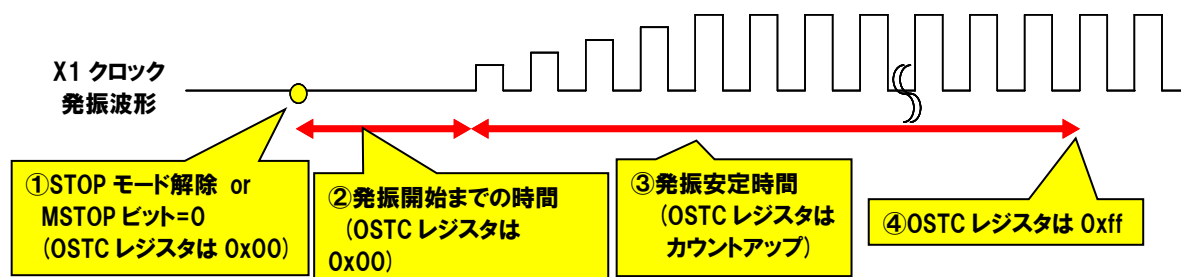 X1 クロック
発振波形
①STOP モード解除 or
MSTOP ビット=0
(OSTC レジスタは 0x00)
②発振開始までの時間
(OSTC レジスタは
0x00)
③発振安定時間
(OSTC レジスタは
カウントアップ)
④OSTC レジスタは 0xff